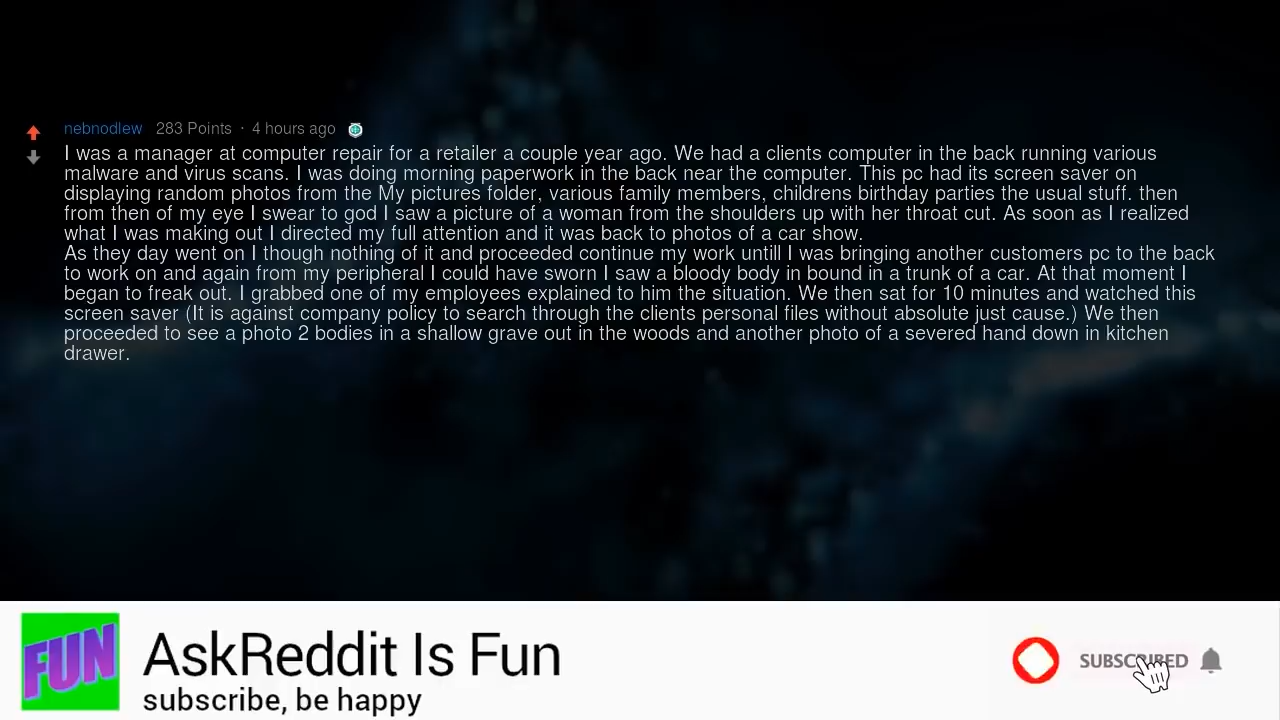 nebnodlew 283 Points · 4 hours ago
I was a manager at computer repair for a retailer a couple year ago. We had a clients computer in the back running various
malware and virus scans. I was doing morning paperwork in the back near the computer. This pc had its screen saver on
displaying random photos from the My pictures folder, various family members, childrens birthday parties the usual stuff. then
from then of my eye I swear to god I saw a picture of a woman from the shoulders up with her throat cut. As soon as I realized
what I was making out I directed my full attention and it was back to photos of a car show.
As they day went on I though nothing of it and proceeded continue my work untill I was bringing another customers pc to the back
to work on and again from my peripheral I could have sworn I saw a bloody body in bound in a trunk of a car. At that moment I
began to freak out. I grabbed one of my employees explained to him the situation. We then sat for 10 minutes and watched this
screen saver (It is against company policy to search through the clients personal files without absolute just cause.) We then
proceeded to see a photo 2 bodies in a shallow grave out in the woods and another photo of a severed hand down in kitchen
drawer.
FUN
AskReddit Is Fun
subscribe, be happy
SUBSCRIBED